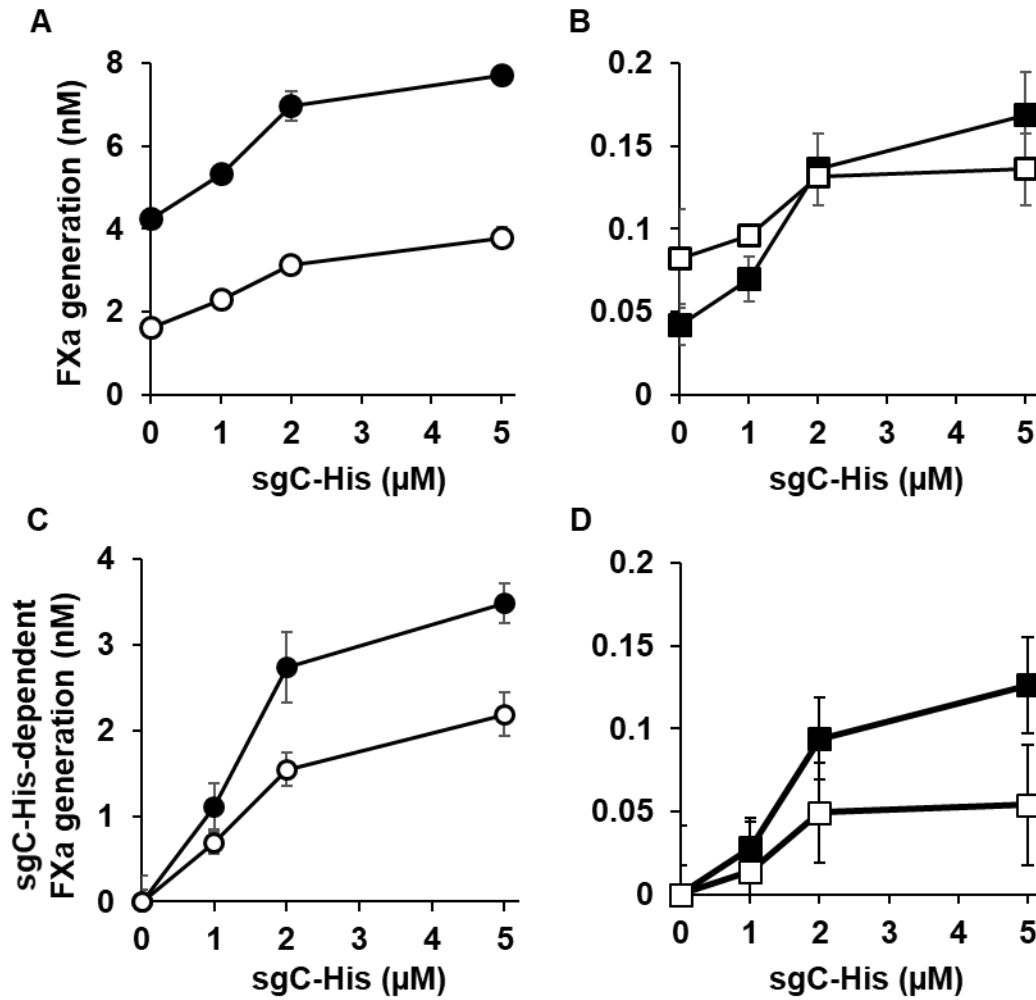 A
B
FXa generation (nM)
8
6
4
2
0
0 1 2 3 4 5
sgC-His (µM)
0.2
0.15
0.1
0.05
0
0 1 2 3 4 5
sgC-His (µM)
C
D
sgC-His-dependent
FXa generation (nM)
4
3
2
1
0
0 1 2 3 4 5
sgC-His (µM)
0.2
0.15
0.1
0.05
0
0 1 2 3 4 5
sgC-His (µM)